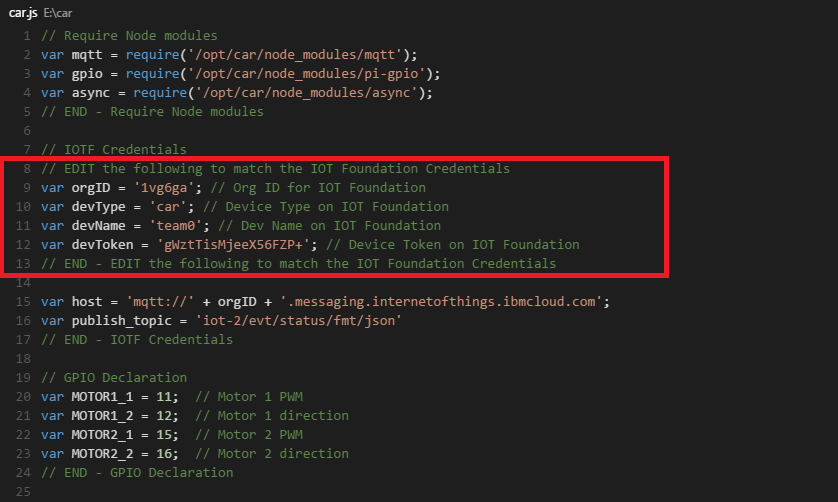 car.js E:\car
1 // Require Node modules
2 var mqtt = require('/opt/car/node_modules/mqtt');
3 var gpio = require('/opt/car/node_modules/pi-gpio');
4 var async = require('/opt/car/node_modules/async');
5 // END - Require Node modules
6
7 // IOTF Credentials
8 // EDIT the following to match the IOT Foundation Credentials
9 var orgID = '1vg6ga'; // Org ID for IOT Foundation
10 var devType = 'car'; // Device Type on IOT Foundation
11 var devName = 'team0'; // Dev Name on IOT Foundation
12 var devToken = 'gWztTisMjeeX56FZP+'; // Device Token on IOT Foundation
13 // END - EDIT the following to match the IOT Foundation Credentials
14
15 var host = 'mqtt://' + orgID + '.messaging.internetofthings.ibmcloud.com';
16 var publish_topic = 'iot-2/evt/status/fmt/json'
17 // END - IOTF Credentials
18
19 // GPIO Declaration
20 var MOTOR1_1 = 11;  // Motor 1 PWM
21 var MOTOR1_2 = 12;  // Motor 1 direction
22 var MOTOR2_1 = 15;  // Motor 2 PWM
23 var MOTOR2_2 = 16;  // Motor 2 direction
24 // END - GPIO Declaration
25